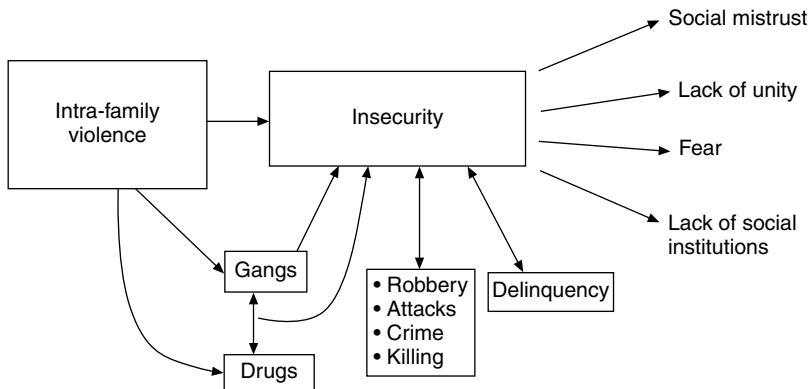 Social mistrust
Intra-family
violence
Insecurity
Lack of unity
Fear
Lack of social
institutions
Gangs
• Robbery
• Attacks
• Crime
• Killing
Delinquency
Drugs